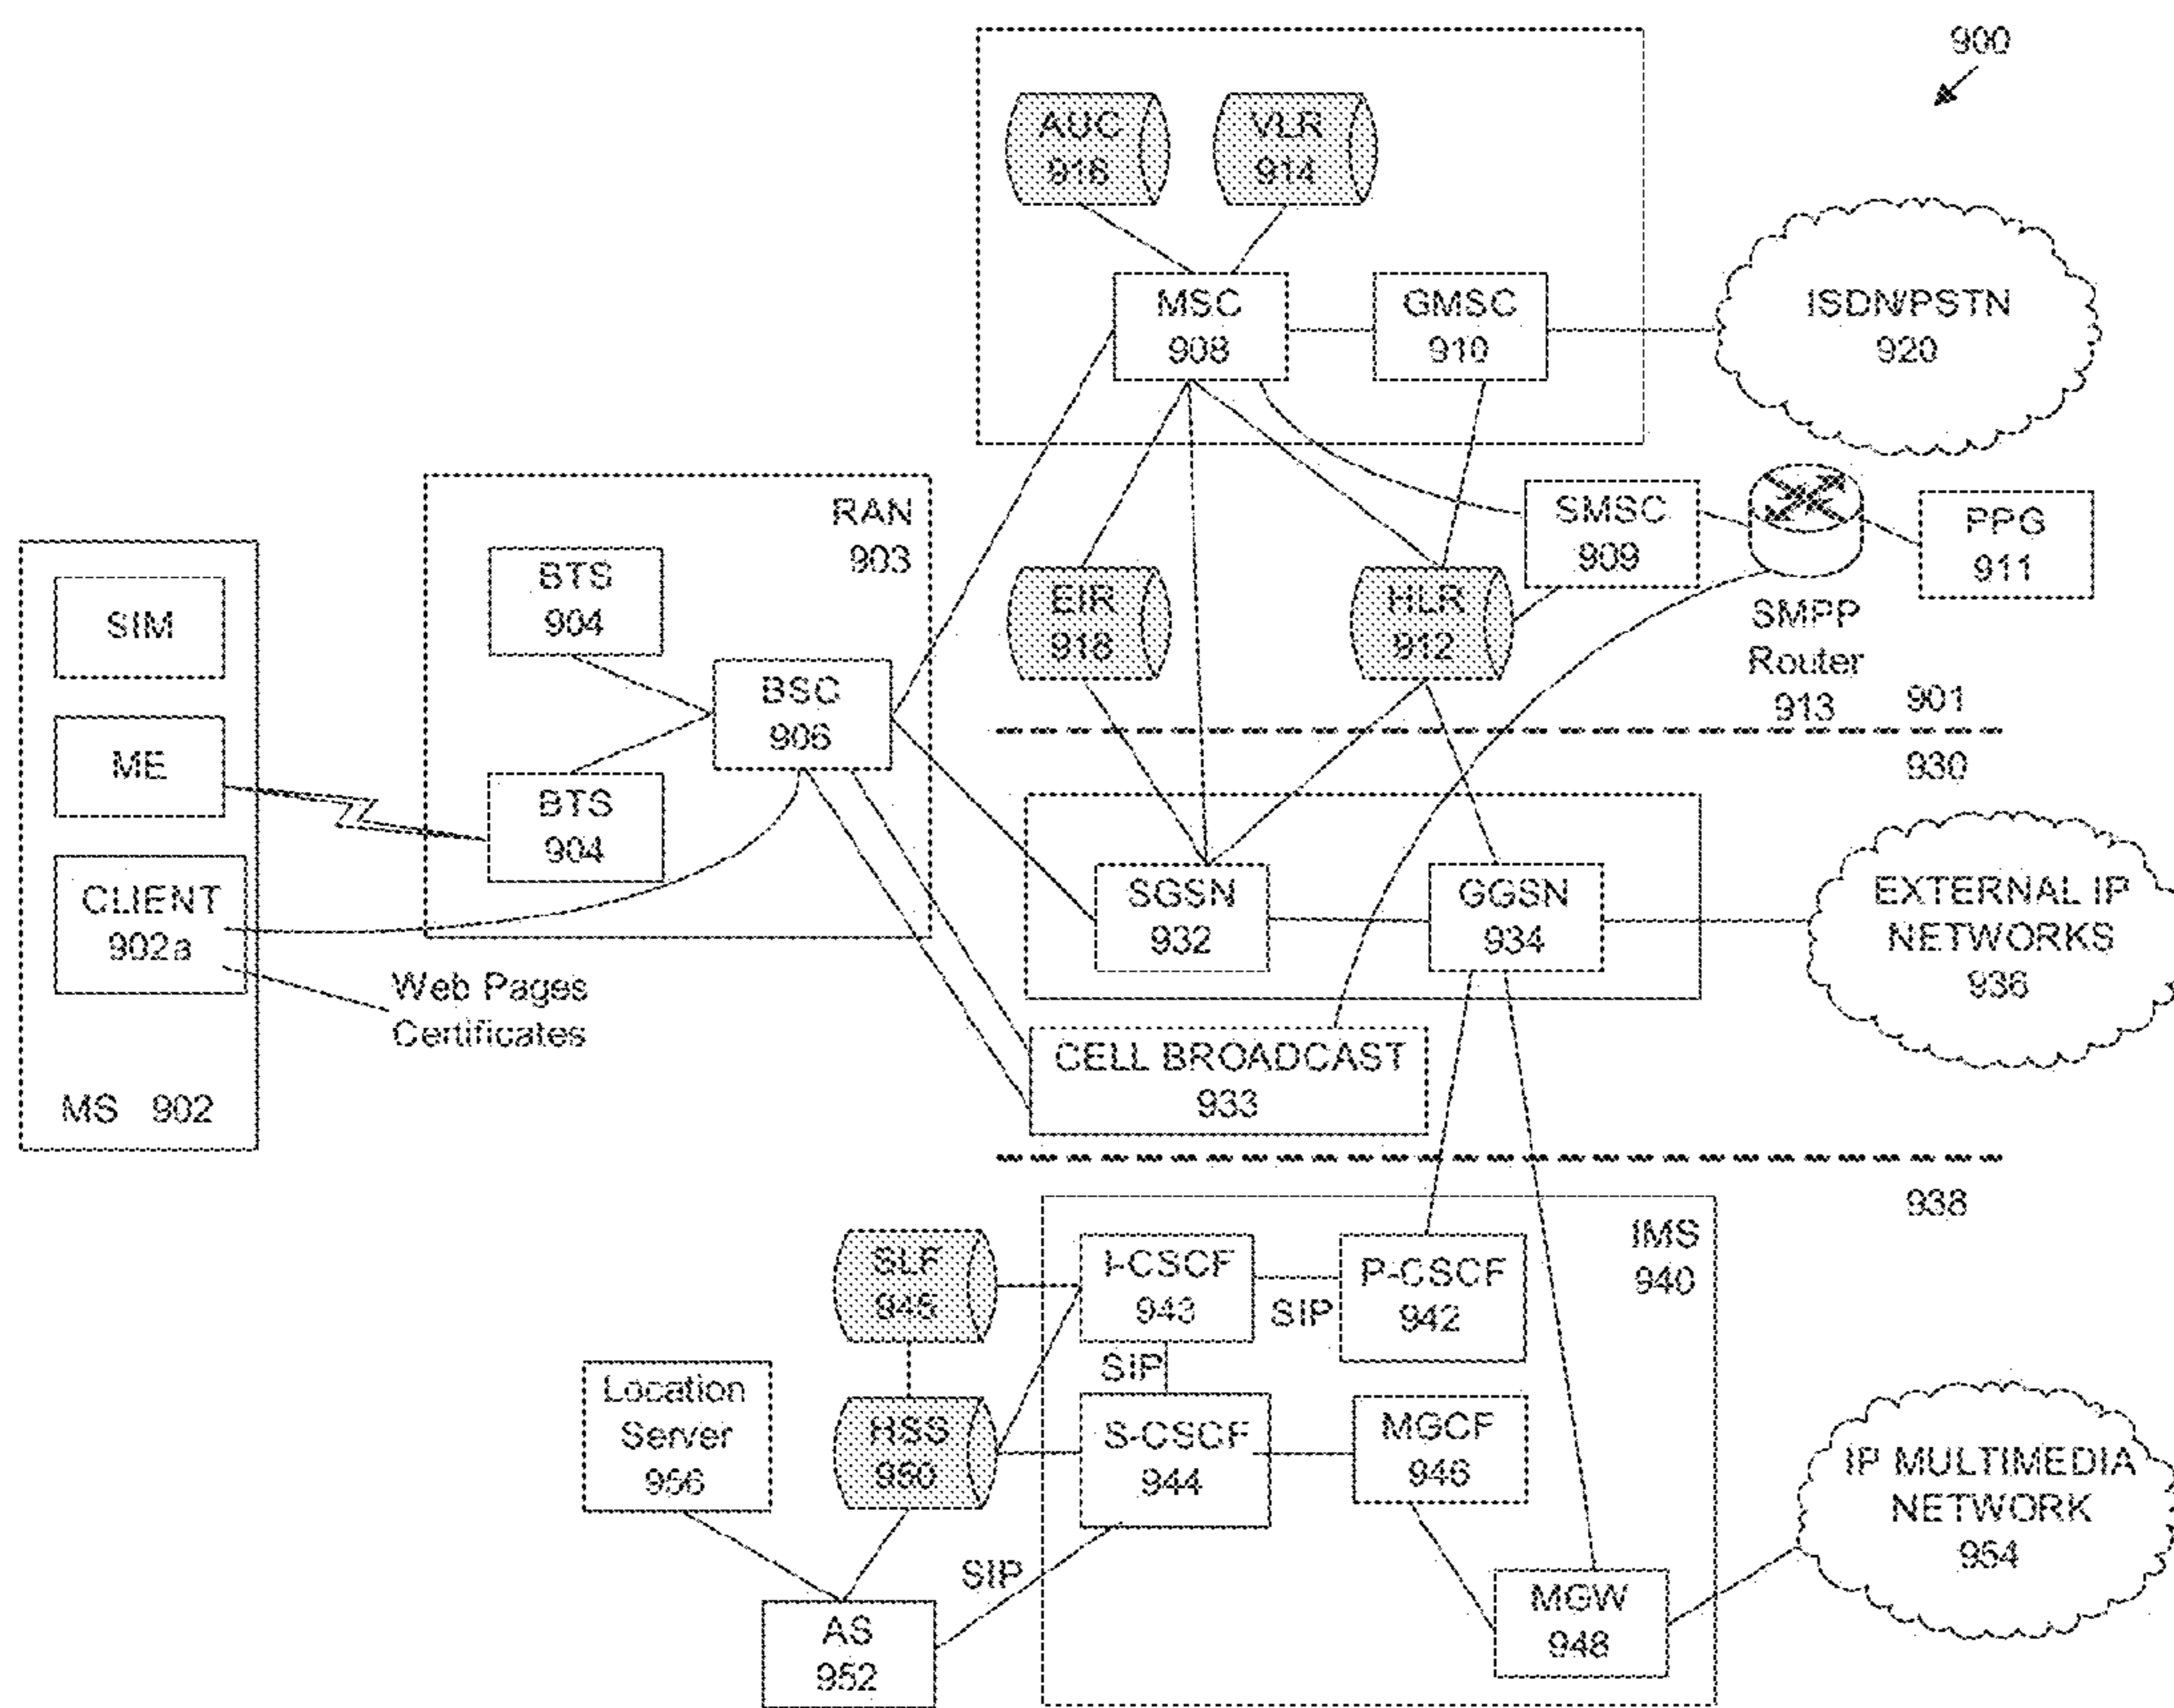 900
AUC
916
VLR
914
MSC
908
GMSC
910
ISDN/PSTN
920
RAN
903
BTS
904
BSC
906
BTS
904
SIM
ME
CLIENT
902a
Web Pages
Certificates
MS 902
EIR
918
HLR
912
SMSC
909
SMPP
Router
913
PPG
911
901
930
SGSN
932
GGSN
934
EXTERNAL IP
NETWORKS
936
CELL BROADCAST
933
938
IMS
940
SLF
945
I-CSCF
943
SIP
P-CSCF
942
SIP
Location
Server
956
HSS
950
S-CSCF
944
MGCF
946
IP MULTIMEDIA
NETWORK
954
SIP
AS
952
MGW
948